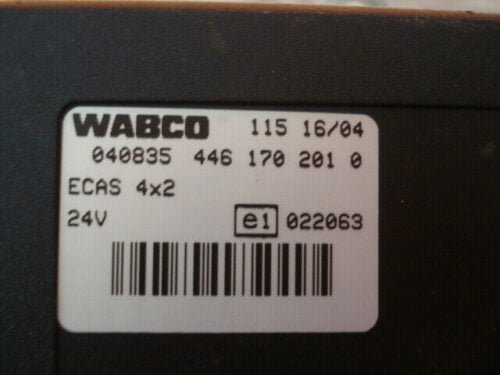 WABCO 115 16/04
040835 446 170 201 0
ECAS 4x2
24V e1 022063